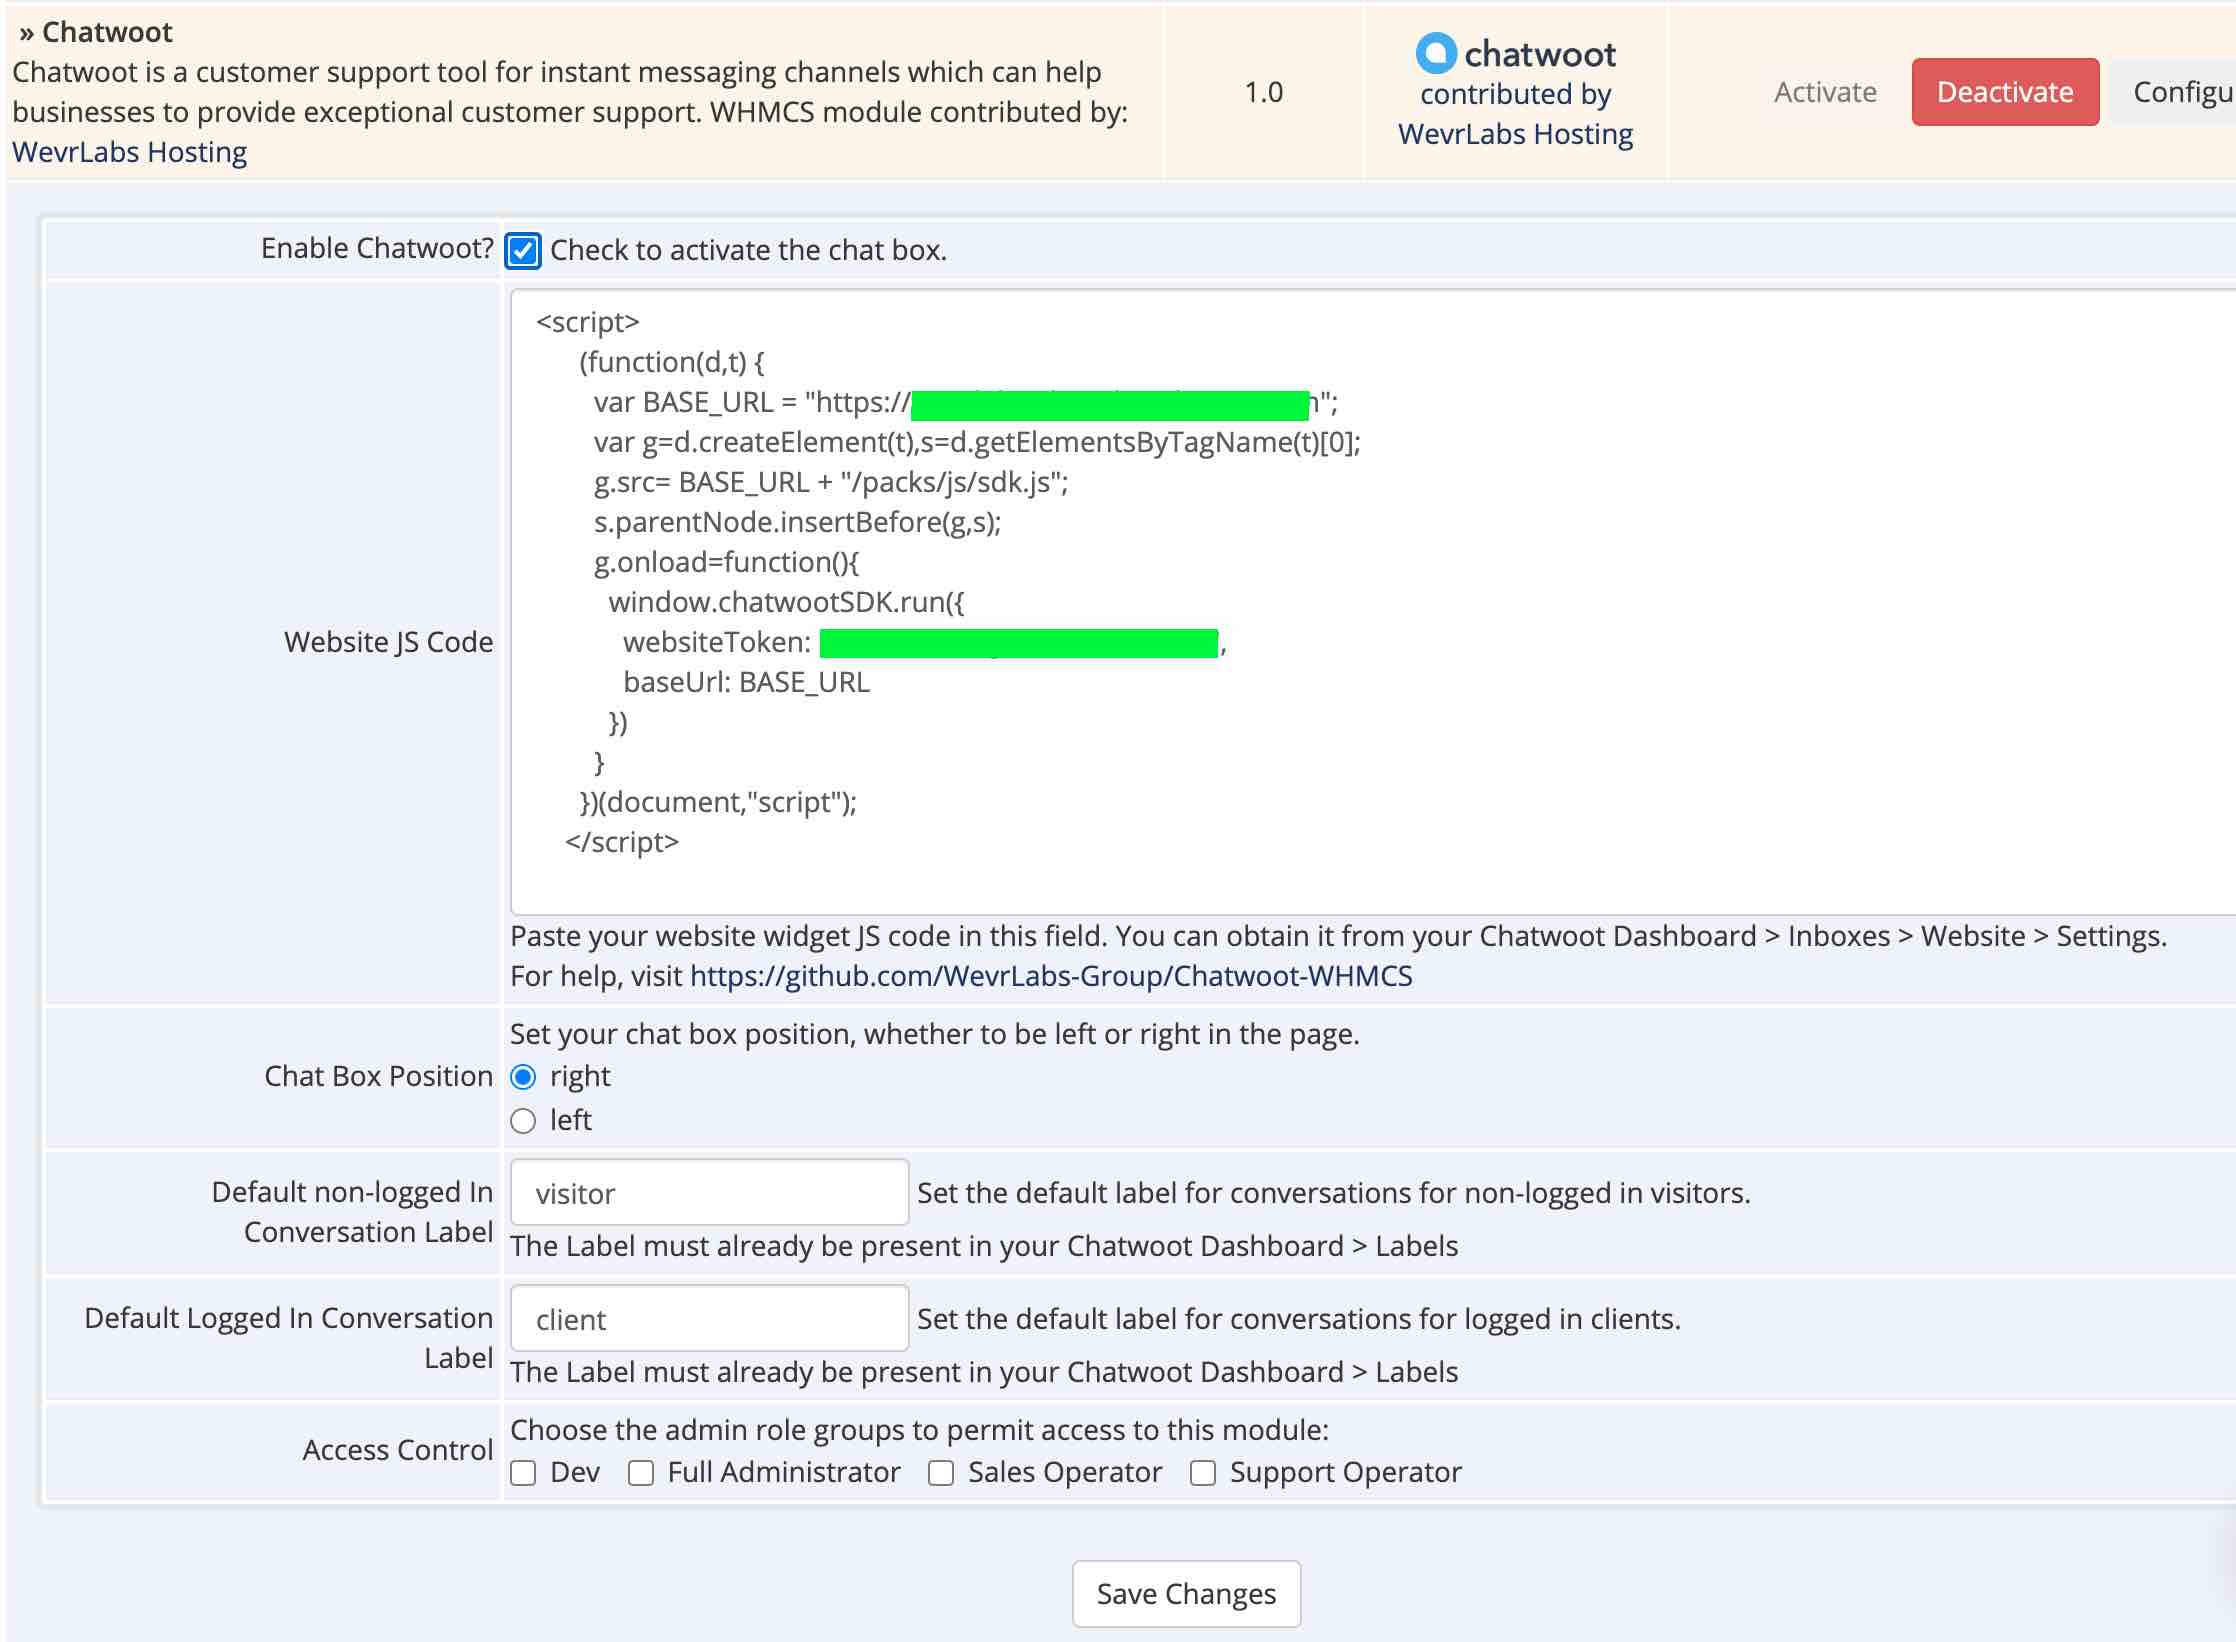 » Chatwoot
Chatwoot is a customer support tool for instant messaging channels which can help
businesses to provide exceptional customer support. WHMCS module contributed by:
WevrLabs Hosting
1.0
chatwoot
contributed by
WevrLabs Hosting
Activate
Deactivate
Configu
Enable Chatwoot?
Check to activate the chat box.
Website JS Code
<script>
(function(d,t) {
var BASE_URL = "https:// ";
var g=d.createElement(t),s=d.getElementsByTagName(t)[0];
g.src= BASE_URL + "/packs/js/sdk.js";
s.parentNode.insertBefore(g,s);
g.onload=function(){
window.chatwootSDK.run({
websiteToken: ,
baseUrl: BASE_URL
})
}
})(document,"script");
</script>
Paste your website widget JS code in this field. You can obtain it from your Chatwoot Dashboard > Inboxes > Website > Settings.
For help, visit https://github.com/WevrLabs-Group/Chatwoot-WHMCS
Chat Box Position
Set your chat box position, whether to be left or right in the page.
right
left
Default non-logged In
Conversation Label
visitor
Set the default label for conversations for non-logged in visitors.
The Label must already be present in your Chatwoot Dashboard > Labels
Default Logged In Conversation
Label
client
Set the default label for conversations for logged in clients.
The Label must already be present in your Chatwoot Dashboard > Labels
Access Control
Choose the admin role groups to permit access to this module:
Dev
Full Administrator
Sales Operator
Support Operator
Save Changes